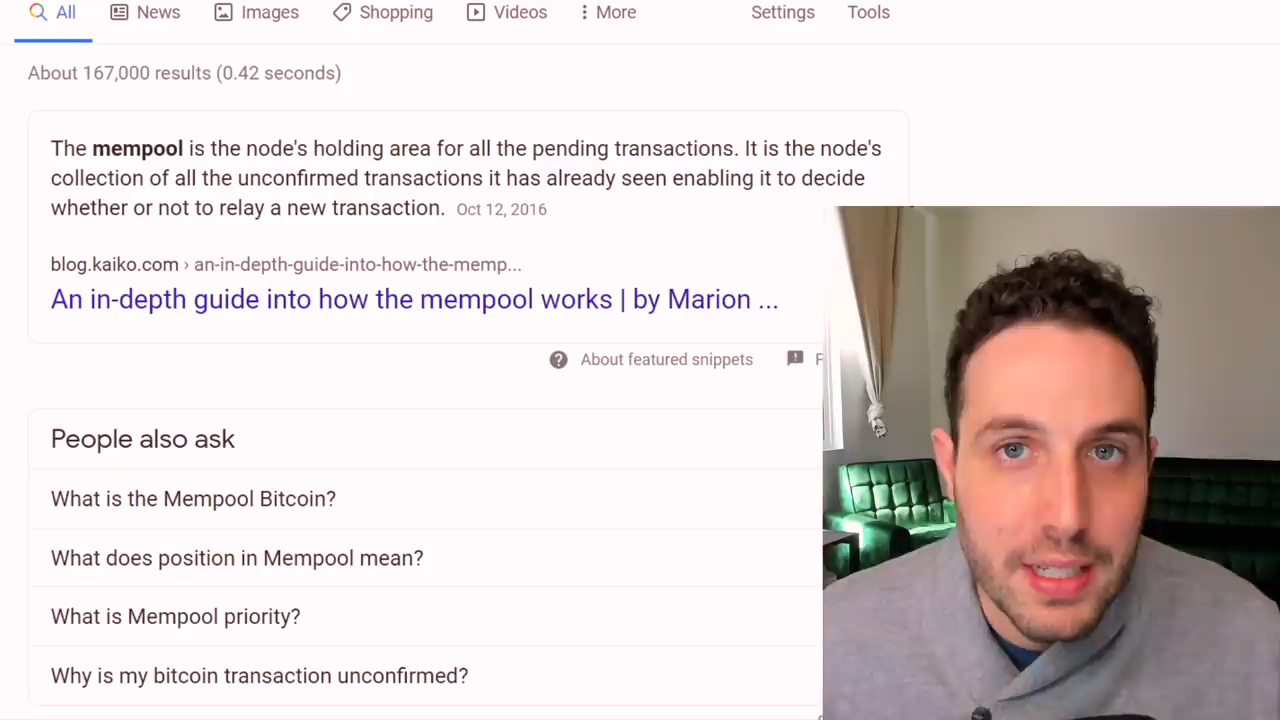 All News Images Shopping Videos More Settings Tools
About 167,000 results (0.42 seconds)
The mempool is the node's holding area for all the pending transactions. It is the node's
collection of all the unconfirmed transactions it has already seen enabling it to decide
whether or not to relay a new transaction. Oct 12, 2016
blog.kaiko.com › an-in-depth-guide-into-how-the-memp...
An in-depth guide into how the mempool works | by Marion ...
About featured snippets F
People also ask
What is the Mempool Bitcoin?
What does position in Mempool mean?
What is Mempool priority?
Why is my bitcoin transaction unconfirmed?